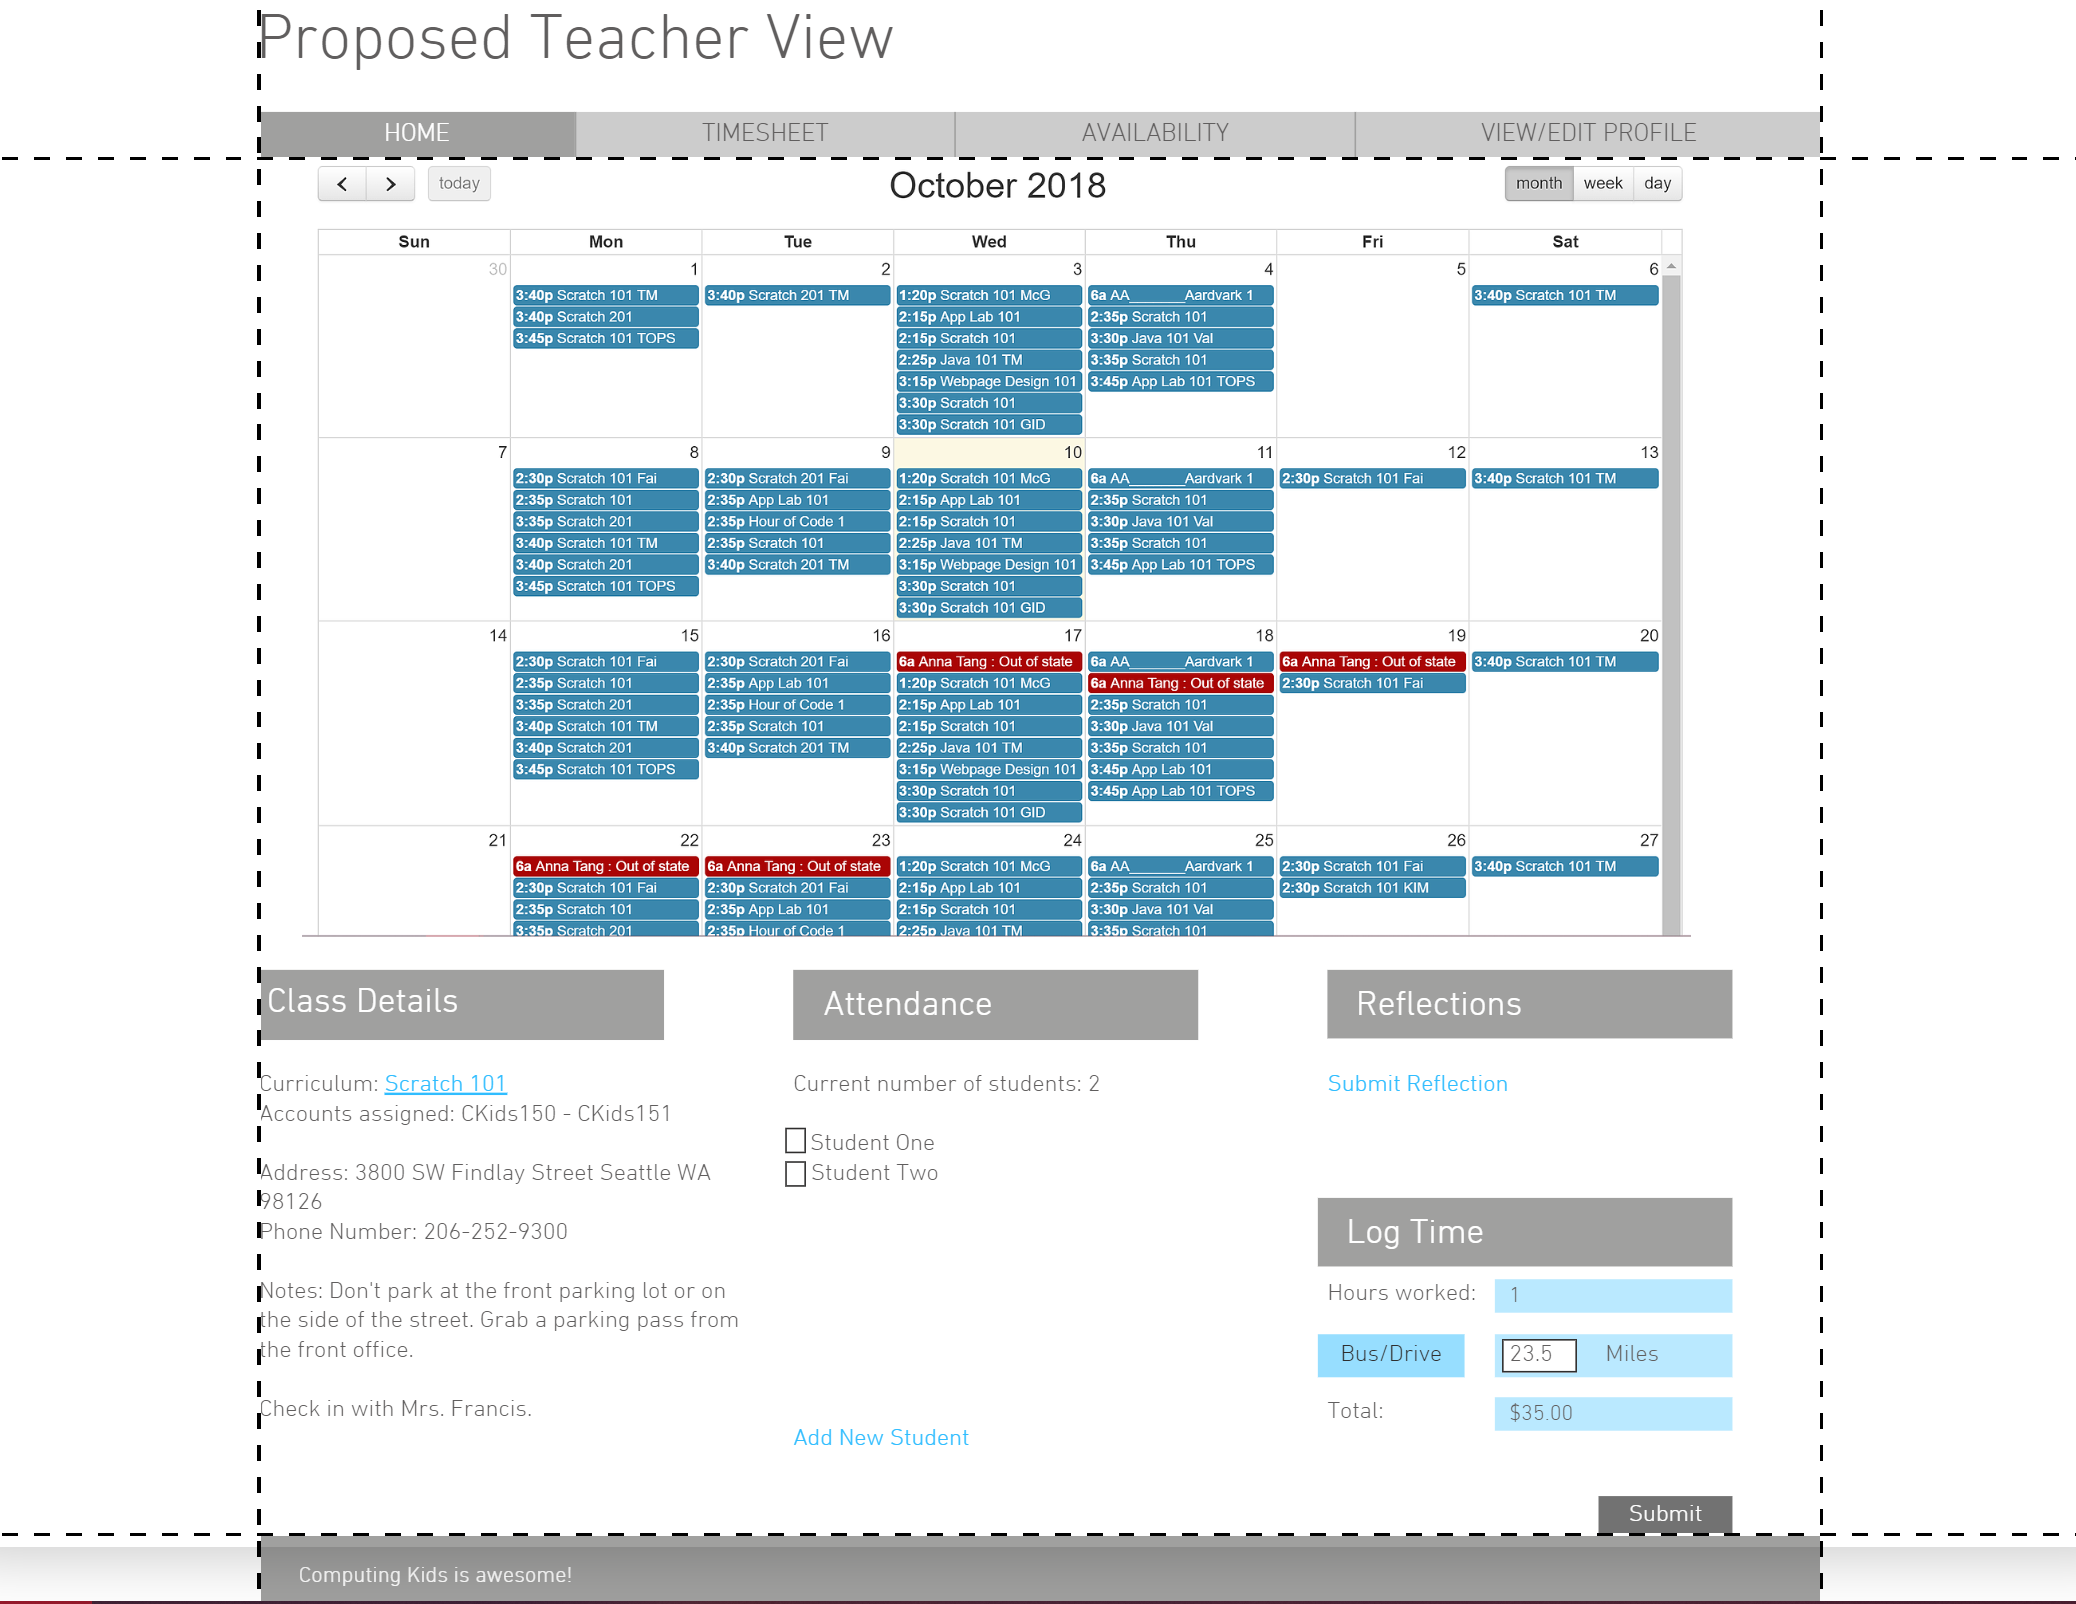 Proposed Teacher View
HOME TIMESHEET AVAILABILITY VIEW/EDIT PROFILE
today October 2018 month week day
Sun Mon Tue Wed Thu Fri Sat
30 1 2 3 4 5 6
3:40p Scratch 101 TM 3:40p Scratch 201 TM 1:20p Scratch 101 McG 6a AA_______Aardvark 1 3:40p Scratch 101 TM
3:40p Scratch 201 2:15p App Lab 101 2:35p Scratch 101
3:45p Scratch 101 TOPS 2:15p Scratch 101 3:30p Java 101 Val
2:25p Java 101 TM 3:35p Scratch 101
3:15p Webpage Design 101 3:45p App Lab 101 TOPS
3:30p Scratch 101
3:30p Scratch 101 GID
7 8 9 10 11 12 13
2:30p Scratch 101 Fai 2:30p Scratch 201 Fai 1:20p Scratch 101 McG 6a AA_______Aardvark 1 2:30p Scratch 101 Fai 3:40p Scratch 101 TM
2:35p Scratch 101 2:35p App Lab 101 2:15p App Lab 101 2:35p Scratch 101
3:35p Scratch 201 2:35p Hour of Code 1 2:15p Scratch 101 3:30p Java 101 Val
3:40p Scratch 101 TM 2:35p Scratch 101 2:25p Java 101 TM 3:35p Scratch 101
3:40p Scratch 201 3:40p Scratch 201 TM 3:15p Webpage Design 101 3:45p App Lab 101 TOPS
3:45p Scratch 101 TOPS 3:30p Scratch 101
3:30p Scratch 101 GID
14 15 16 17 18 19 20
2:30p Scratch 101 Fai 2:30p Scratch 201 Fai 6a Anna Tang : Out of state 6a AA_______Aardvark 1 6a Anna Tang : Out of state 3:40p Scratch 101 TM
2:35p Scratch 101 2:35p App Lab 101 1:20p Scratch 101 McG 6a Anna Tang : Out of state 2:30p Scratch 101 Fai
3:35p Scratch 201 2:35p Hour of Code 1 2:15p App Lab 101 2:35p Scratch 101
3:40p Scratch 101 TM 2:35p Scratch 101 2:15p Scratch 101 3:30p Java 101 Val
3:40p Scratch 201 3:40p Scratch 201 TM 2:25p Java 101 TM 3:35p Scratch 101
3:45p Scratch 101 TOPS 3:15p Webpage Design 101 3:45p App Lab 101
3:30p Scratch 101 3:45p App Lab 101 TOPS
3:30p Scratch 101 GID
21 22 23 24 25 26 27
6a Anna Tang : Out of state 6a Anna Tang : Out of state 1:20p Scratch 101 McG 6a AA_______Aardvark 1 2:30p Scratch 101 Fai 3:40p Scratch 101 TM
2:30p Scratch 101 Fai 2:30p Scratch 201 Fai 2:15p App Lab 101 2:35p Scratch 101 2:30p Scratch 101 KIM
2:35p Scratch 101 2:35p App Lab 101 2:15p Scratch 101 3:30p Java 101 Val
3:35p Scratch 201 2:35p Hour of Code 1 2:25p Java 101 TM 3:35p Scratch 101
Class Details
Curriculum: Scratch 101
Accounts assigned: CKids150 - CKids151
Address: 3800 SW Findlay Street Seattle WA
98126
Phone Number: 206-252-9300
Notes: Don't park at the front parking lot or on
the side of the street. Grab a parking pass from
the front office.
Check in with Mrs. Francis.
Attendance
Current number of students: 2
Student One
Student Two
Add New Student
Reflections
Submit Reflection
Log Time
Hours worked: 1
Bus/Drive 23.5 Miles
Total: $35.00
Submit
Computing Kids is awesome!